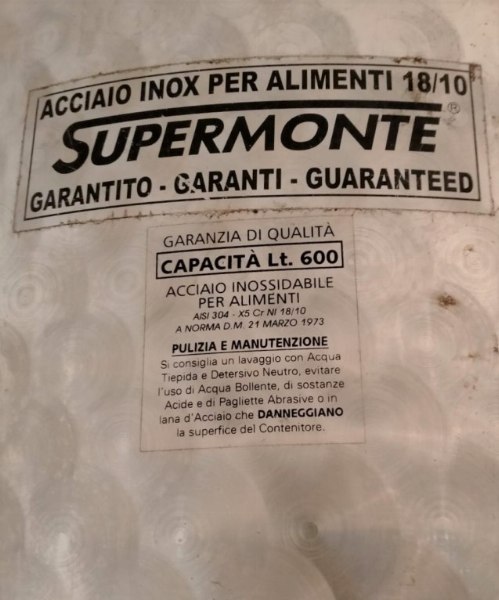 ACCIAIO INOX PER ALIMENTI 18/10
SUPERMONTE®
GARANTITO - GARANTI - GUARANTEED
GARANZIA DI QUALITÀ
CAPACITÀ Lt. 600
ACCIAIO INOSSIDABILE
PER ALIMENTI
AISI 304 - X5 Cr NI 18/10
A NORMA D.M. 21 MARZO 1973
PULIZIA E MANUTENZIONE
Si consiglia un lavaggio con Acqua
Tiepida e Detersivo Neutro, evitare
l'uso di Acqua Bollente, di sostanze
Acide e di Pagliette Abrasive o in
lana d'Acciaio che DANNEGGIANO
la superfice del Contenitore.